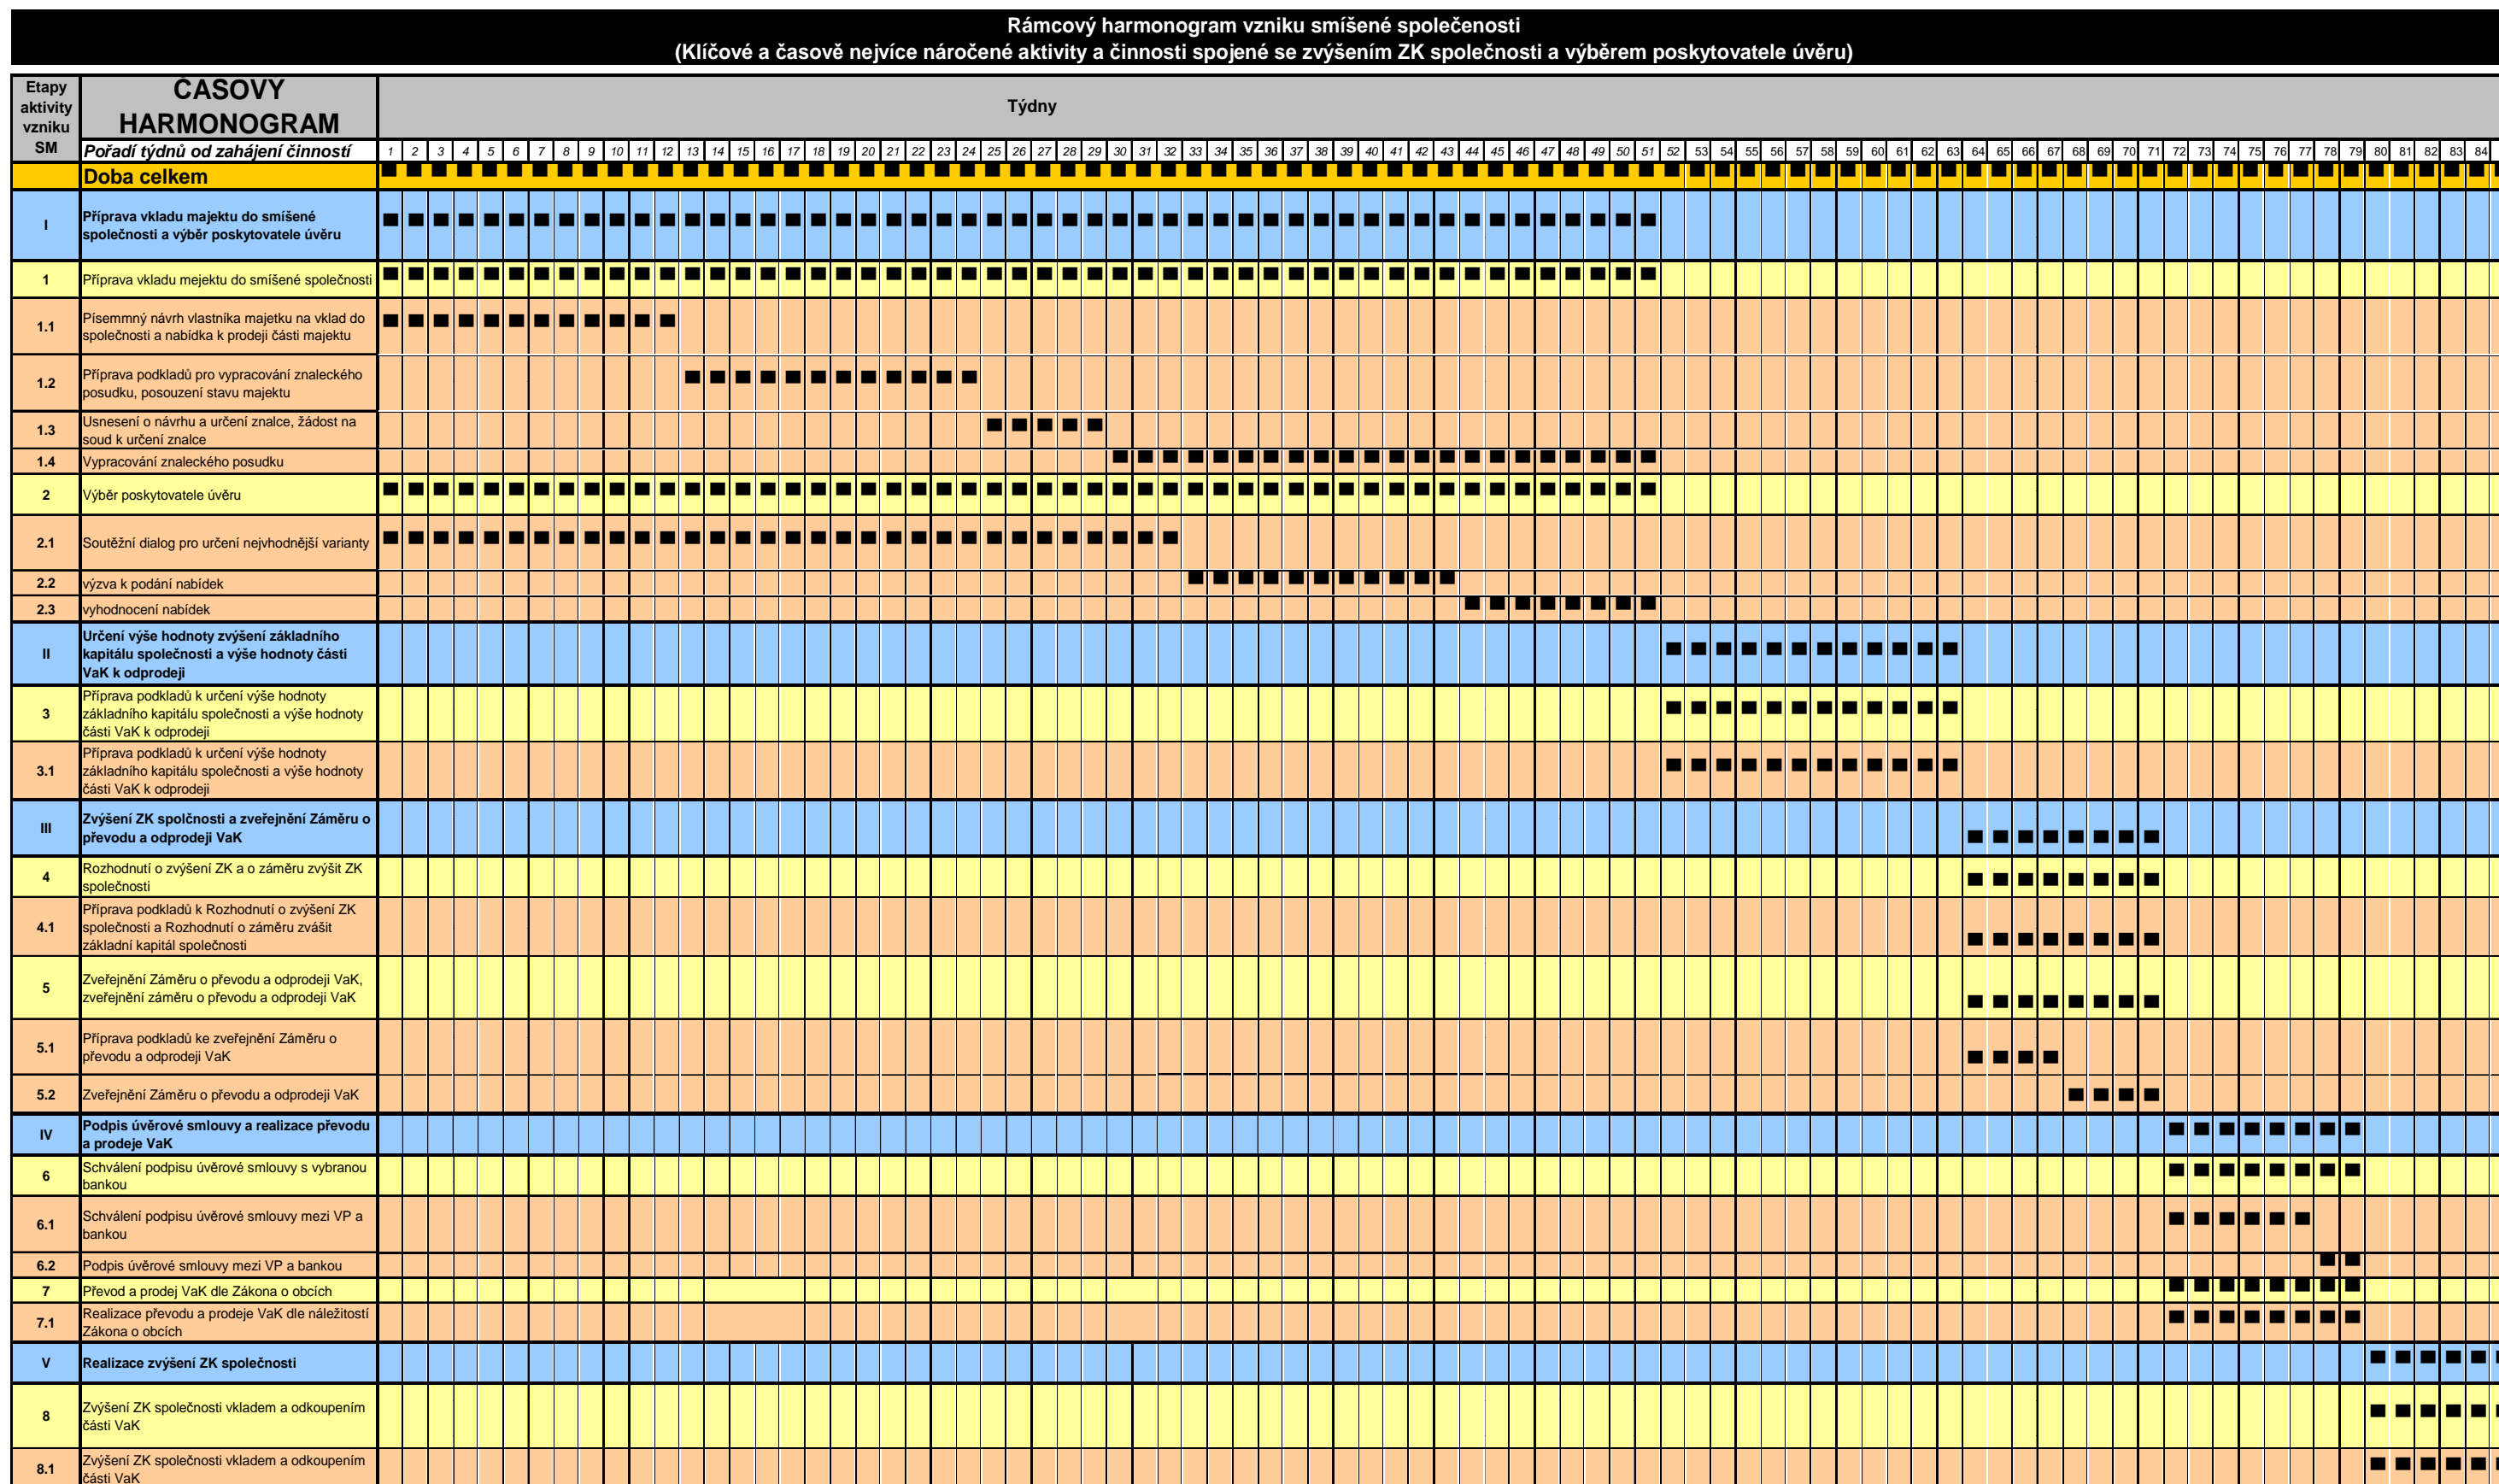 Rámcový harmonogram vzniku smíšené společenosti
(Klíčové a časově nejvíce náročené aktivity a činnosti spojené se zvýšením ZK společnosti a výběrem poskytovatele úvěru)
Etapy
aktivity
vzniku
SM
ČASOVÝ
HARMONOGRAM
Týdny
Pořadí týdnů od zahájení činností
1 2 3 4 5 6 7 8 9 10 11 12 13 14 15 16 17 18 19 20 21 22 23 24 25 26 27 28 29 30 31 32 33 34 35 36 37 38 39 40 41 42 43 44 45 46 47 48 49 50 51 52 53 54 55 56 57 58 59 60 61 62 63 64 65 66 67 68 69 70 71 72 73 74 75 76 77 78 79 80 81 82 83 84
Doba celkem
I
Příprava vkladu majetku do smíšené
společnosti a výběr poskytovatele úvěru
1
Příprava vkladu mejektu do smíšené společnosti
1.1
Písemmný návrh vlastníka majetku na vklad do
společnosti a nabídka k prodeji části majektu
1.2
Příprava podkladů pro vypracování znaleckého
posudku, posouzení stavu majektu
1.3
Usnesení o návrhu a určení znalce, žádost na
soud k určení znalce
1.4
Vypracování znaleckého posudku
2
Výběr poskytovatele úvěru
2.1
Soutěžní dialog pro určení nejvhodnější varianty
2.2
výzva k podání nabídek
2.3
vyhodnocení nabídek
II
Určení výše hodnoty zvýšení základního
kapitálu společnosti a výše hodnoty části
VaK k odprodeji
3
Příprava podkladů k určení výše hodnoty
základního kapitálu společnosti a výše hodnoty
části VaK k odprodeji
3.1
Příprava podkladů k určení výše hodnoty
základního kapitálu společnosti a výše hodnoty
části VaK k odprodeji
III
Zvýšení ZK spolčnosti a zveřejnění Záměru o
převodu a odprodeji VaK
4
Rozhodnutí o zvýšení ZK a o záměru zvýšit ZK
společnosti
4.1
Příprava podkladů k Rozhodnutí o zvýšení ZK
společnosti a Rozhodnutí o záměru zvášit
základní kapitál společnosti
5
Zveřejnění Záměru o převodu a odprodeji VaK,
zveřejnění záměru o převodu a odprodeji VaK
5.1
Příprava podkladů ke zveřejnění Záměru o
převodu a odprodeji VaK
5.2
Zveřejnění Záměru o převodu a odprodeji VaK
IV
Podpis úvěrové smlouvy a realizace převodu
a prodeje VaK
6
Schválení podpisu úvěrové smlouvy s vybranou
bankou
6.1
Schválení podpisu úvěrové smlouvy mezi VP a
bankou
6.2
Podpis úvěrové smlouvy mezi VP a bankou
7
Převod a prodej VaK dle Zákona o obcích
7.1
Realizace převodu a prodeje VaK dle náležitostí
Zákona o obcích
V
Realizace zvýšení ZK společnosti
8
Zvýšení ZK společnosti vkladem a odkoupením
části VaK
8.1
Zvýšení ZK společnosti vkladem a odkoupením
části VaK